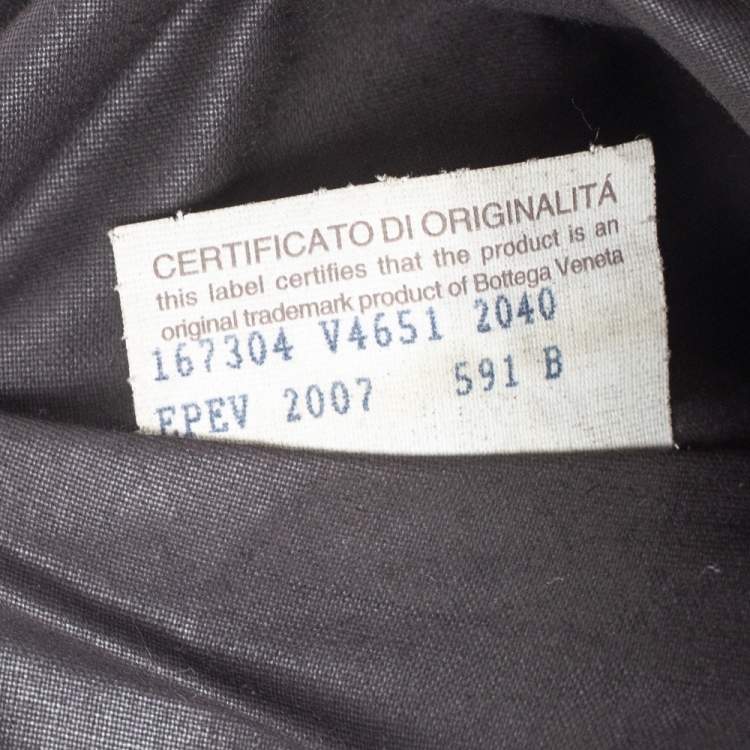 CERTIFICATO DI ORIGINALITÁ
this label certifies that the product is an
original trademark product of Bottega Veneta
167304 V4651 2040
EPEV 2007 591 B